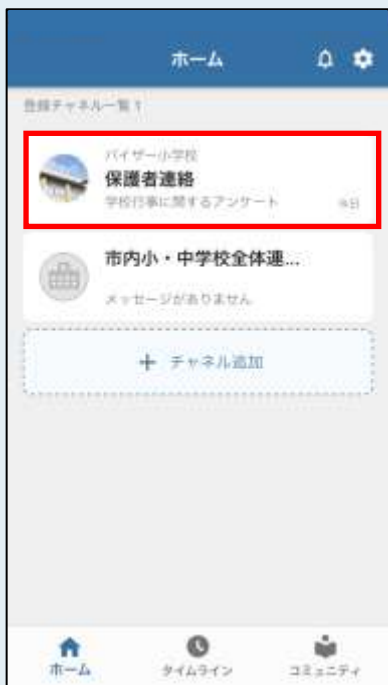 ホーム
登録チャネル一覧 1
バイザー小学校
保護者連絡
学校行事に関するアンケート
今日
市内小・中学校全体連...
メッセージがありません
+ チャネル追加
ホーム
タイムライン
コミュニティ